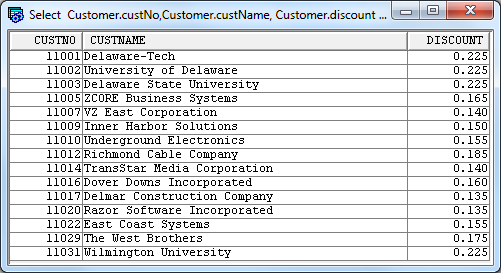 Select Customer.custNo,Customer.custName, Customer.discount ...
CUSTNO CUSTNAME DISCOUNT
11001 Delaware-Tech 0.225
11002 University of Delaware 0.225
11003 Delaware State University 0.225
11005 ZCORE Business Systems 0.165
11007 VZ East Corporation 0.140
11009 Inner Harbor Solutions 0.150
11010 Underground Electronics 0.155
11012 Richmond Cable Company 0.185
11014 TransStar Media Corporation 0.140
11016 Dover Downs Incorporated 0.160
11017 Delmar Construction Company 0.135
11020 Razor Software Incorporated 0.135
11022 East Coast Systems 0.155
11029 The West Brothers 0.175
11031 Wilmington University 0.225